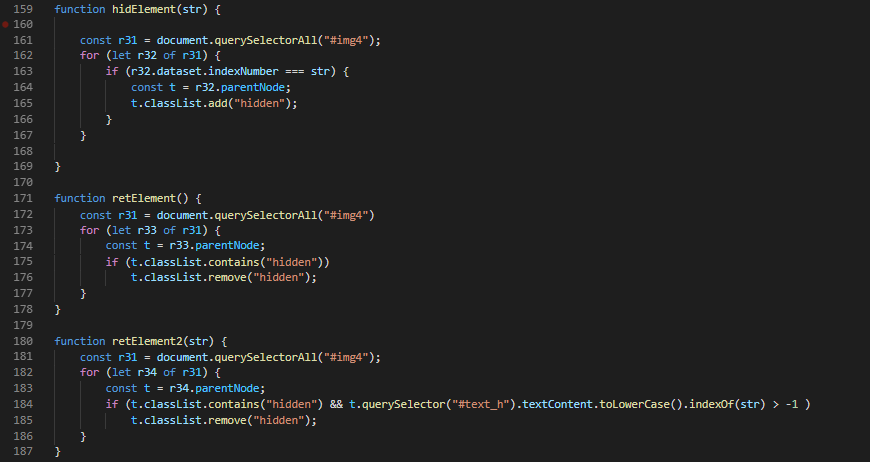 159 function hidElement(str) {
160
161     const r31 = document.querySelectorAll("#img4");
162     for (let r32 of r31) {
163         if (r32.dataset.indexNumber === str) {
164             const t = r32.parentNode;
165             t.classList.add("hidden");
166         }
167     }
168
169 }
170
171 function retElement() {
172     const r31 = document.querySelectorAll("#img4")
173     for (let r33 of r31) {
174         const t = r33.parentNode;
175         if (t.classList.contains("hidden"))
176             t.classList.remove("hidden");
177     }
178 }
179
180 function retElement2(str) {
181     const r31 = document.querySelectorAll("#img4");
182     for (let r34 of r31) {
183         const t = r34.parentNode;
184         if (t.classList.contains("hidden") && t.querySelector("#text_h").textContent.toLowerCase().indexOf(str) > -1 )
185             t.classList.remove("hidden");
186     }
187 }